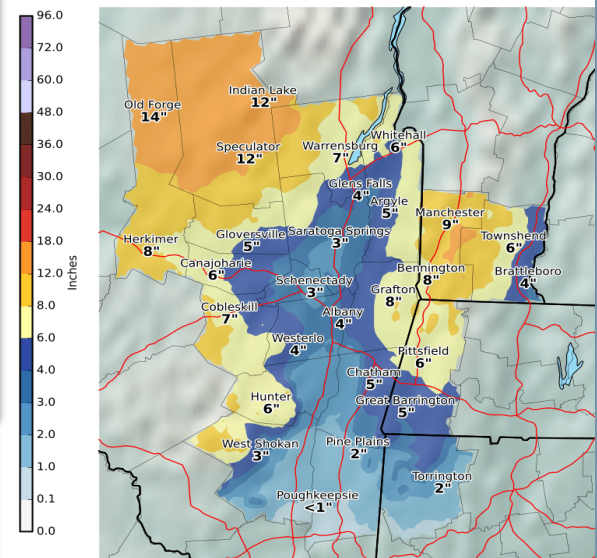 96.0
72.0
60.0
48.0
36.0
30.0
24.0
18.0
12.0
8.0
6.0
4.0
3.0
2.0
1.0
0.1
0.0
Inches
Indian Lake
12"
Old Forge
14"
Whitehall
6"
Speculator
12"
Warrensburg
7"
Glens Falls
4"
Argyle
5"
Manchester
9"
Gloversville
5"
Saratoga Springs
3"
Townshend
6"
Herkimer
8"
Canajoharie
6"
Bennington
8"
Brattleboro
4"
Schenectady
3"
Grafton
8"
Cobleskill
7"
Albany
4"
Westerlo
4"
Pittsfield
6"
Chatham
5"
Hunter
6"
Great Barrington
5"
West Shokan
3"
Pine Plains
2"
Torrington
2"
Poughkeepsie
<1"